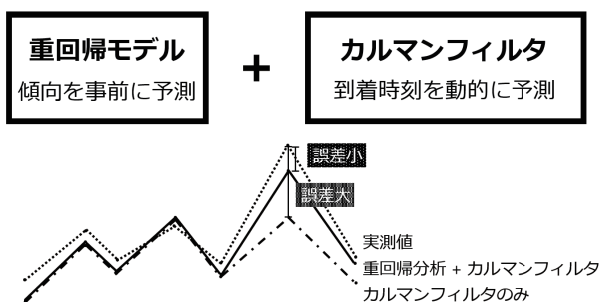 重回帰モデル
傾向を事前に予測
+
カルマンフィルタ
到着時刻を動的に予測
誤差小
誤差大
実測値
重回帰分析 + カルマンフィルタ
カルマンフィルタのみ